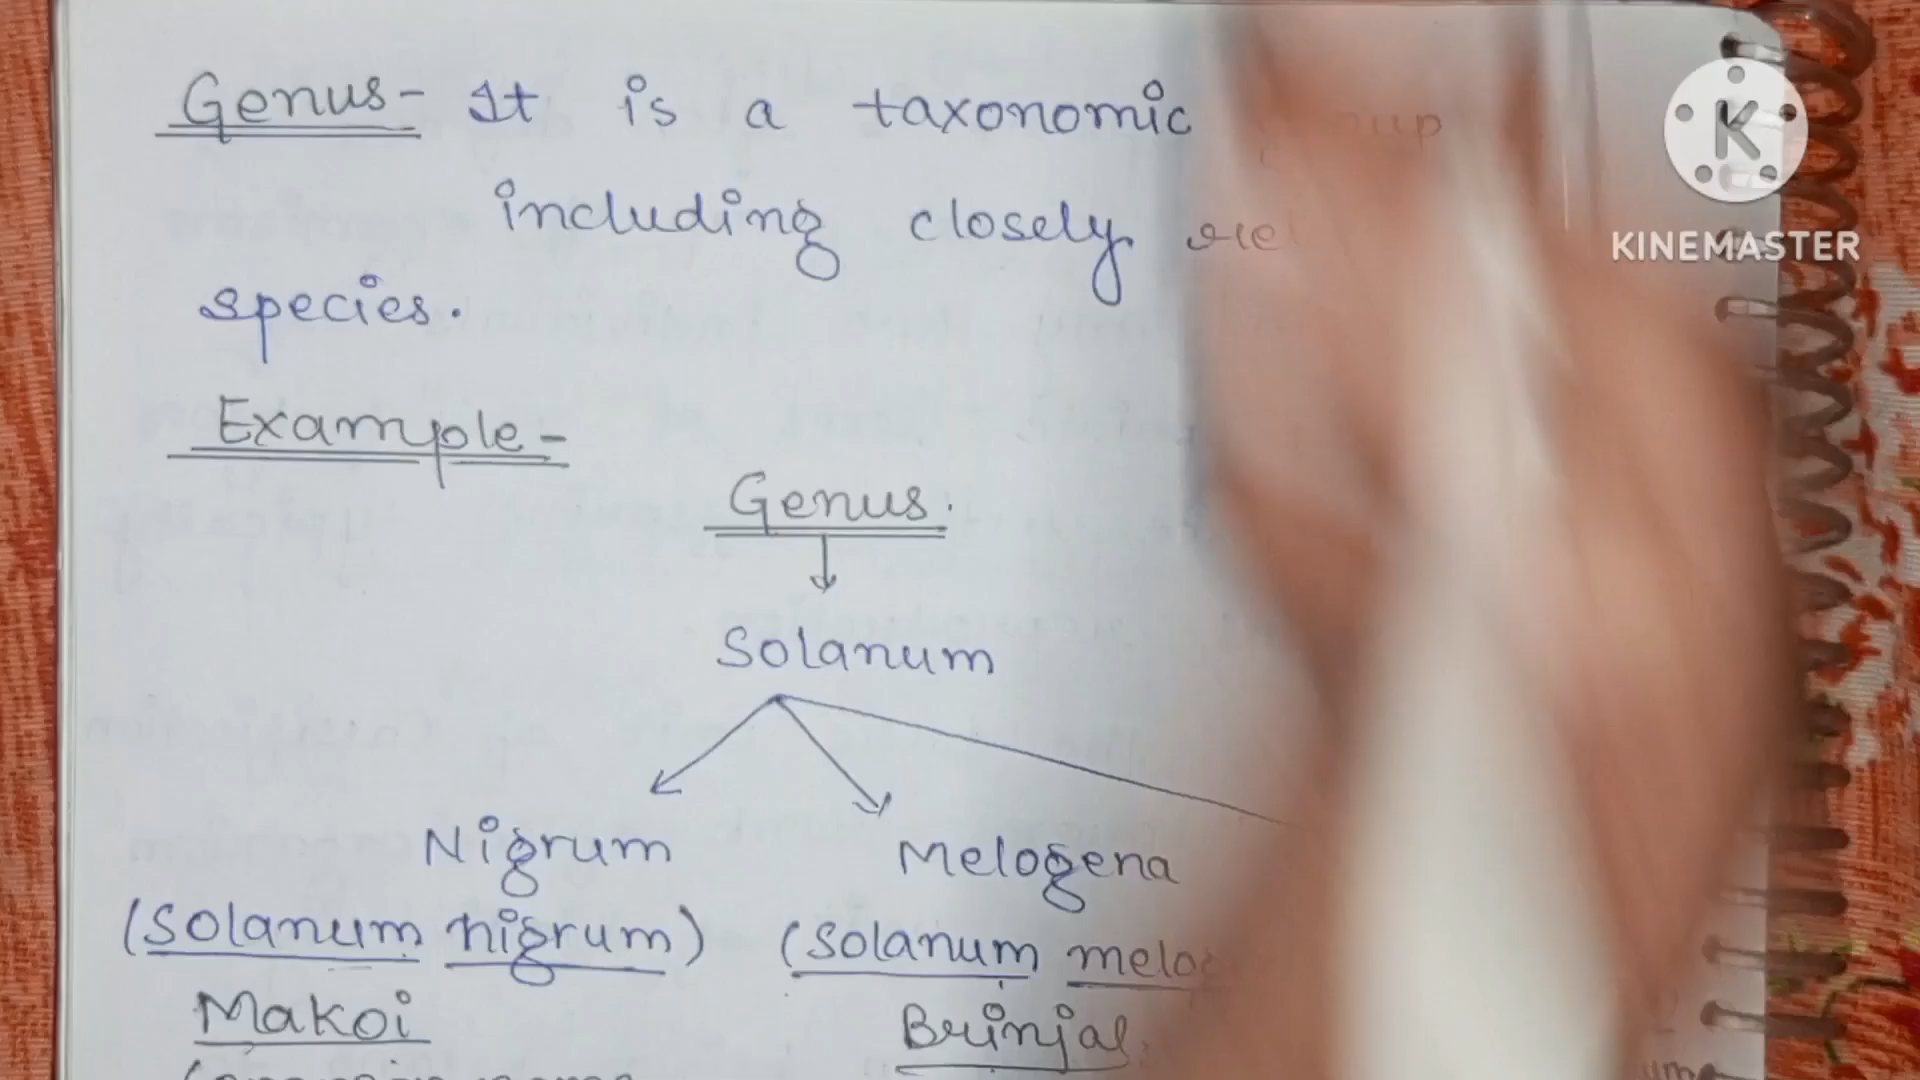 Genus - It is a taxonomic
including closely
species.
Example -
Genus.
Solanum
Nigrum Melogena
(Solanum nigrum) (Solanum
Makoi Brinjal
KINEMASTER